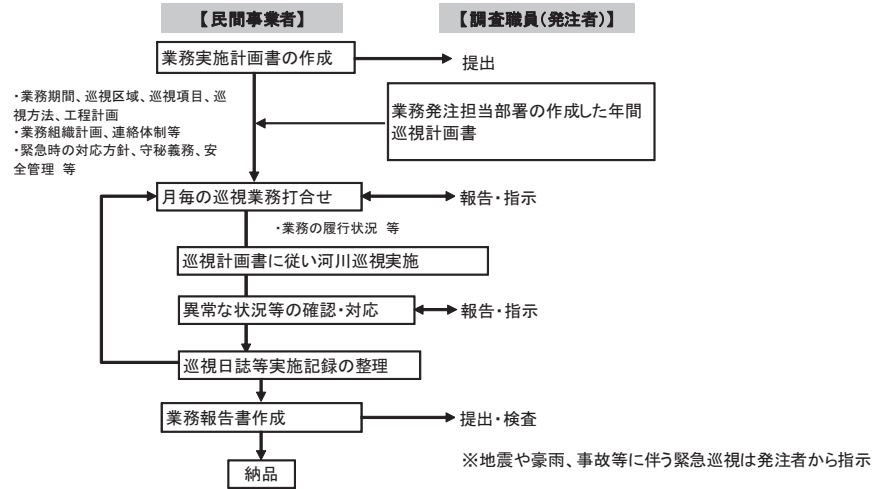 【民間事業者】
【調査職員(発注者)】
業務実施計画書の作成
提出
・業務期間、巡視区域、巡視項目、巡
視方法、工程計画
・業務組織計画、連絡体制等
・緊急時の対応方針、守秘義務、安
全管理 等
業務発注担当部署の作成した年間
巡視計画書
月毎の巡視業務打合せ
報告・指示
・業務の履行状況 等
巡視計画書に従い河川巡視実施
異常な状況等の確認・対応
報告・指示
巡視日誌等実施記録の整理
業務報告書作成
提出・検査
納品
※地震や豪雨、事故等に伴う緊急巡視は発注者から指示